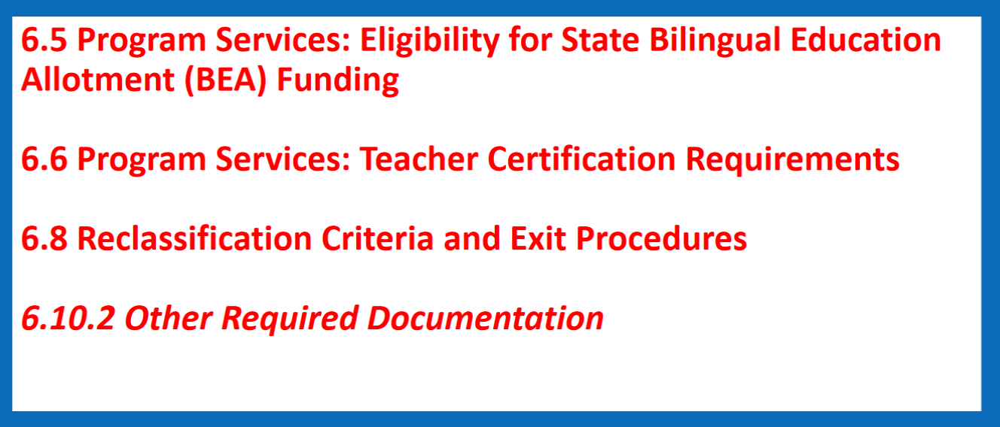 6.5 Program Services: Eligibility for State Bilingual Education
Allotment (BEA) Funding
6.6 Program Services: Teacher Certification Requirements
6.8 Reclassification Criteria and Exit Procedures
6.10.2 Other Required Documentation